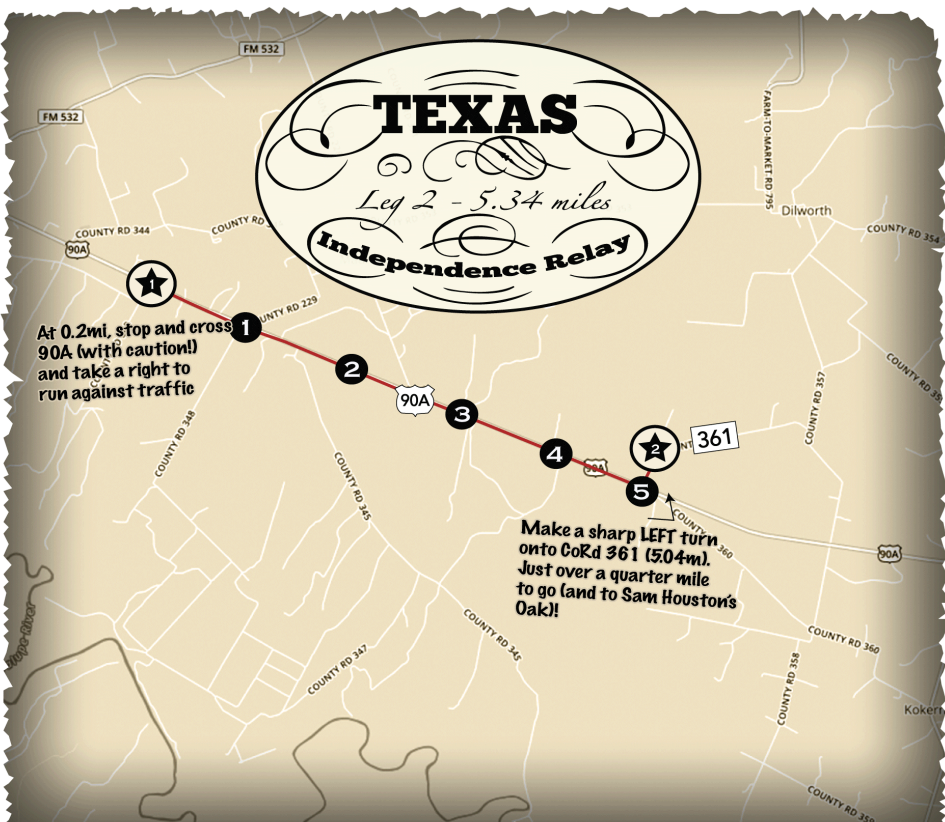 FM 532
FM 532
TEXAS
Leg 2 - 5.34 miles
Independence Relay
FARM-TO-MARKET RD 795
Dilworth
COUNTY RD 344
COUNTY RD
COUNTY RD 354
90A
1
At 0.2mi, stop and cross
90A (with caution!)
and take a right to
run against traffic
1
UNTY RD 229
2
90A
3
4
90A
5
2
NT
361
COUNTY RD 357
COUNTY RD 35
COUNTY RD 348
COUNTY RD 345
Make a sharp LEFT turn
onto CoRd 361 (5.04m).
Just over a quarter mile
to go (and to Sam Houston's
Oak)!
COUNTY
360
90A
COUNTY RD 345
COUNTY RD 347
COUNTY RD 360
COUNTY RD 358
Koker
COUNTY RD 359